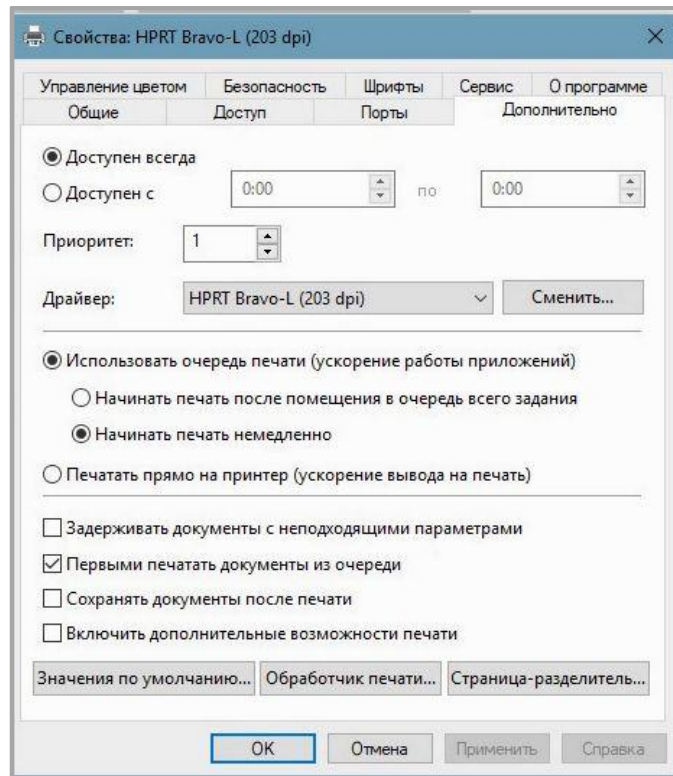 Свойства: HPRT Bravo-L (203 dpi)
Управление цветом Безопасность Шрифты Сервис О программе
Общие Доступ Порты Дополнительно
Доступен всегда
Доступен с 0:00 по 0:00
Приоритет: 1
Драйвер: HPRT Bravo-L (203 dpi) Сменить...
Использовать очередь печати (ускорение работы приложений)
Начинать печать после помещения в очередь всего задания
Начинать печать немедленно
Печатать прямо на принтер (ускорение вывода на печать)
Задерживать документы с неподходящими параметрами
Первыми печатать документы из очереди
Сохранять документы после печати
Включить дополнительные возможности печати
Значения по умолчанию... Обработчик печати... Страница-разделитель...
ОК Отмена Применить Справка